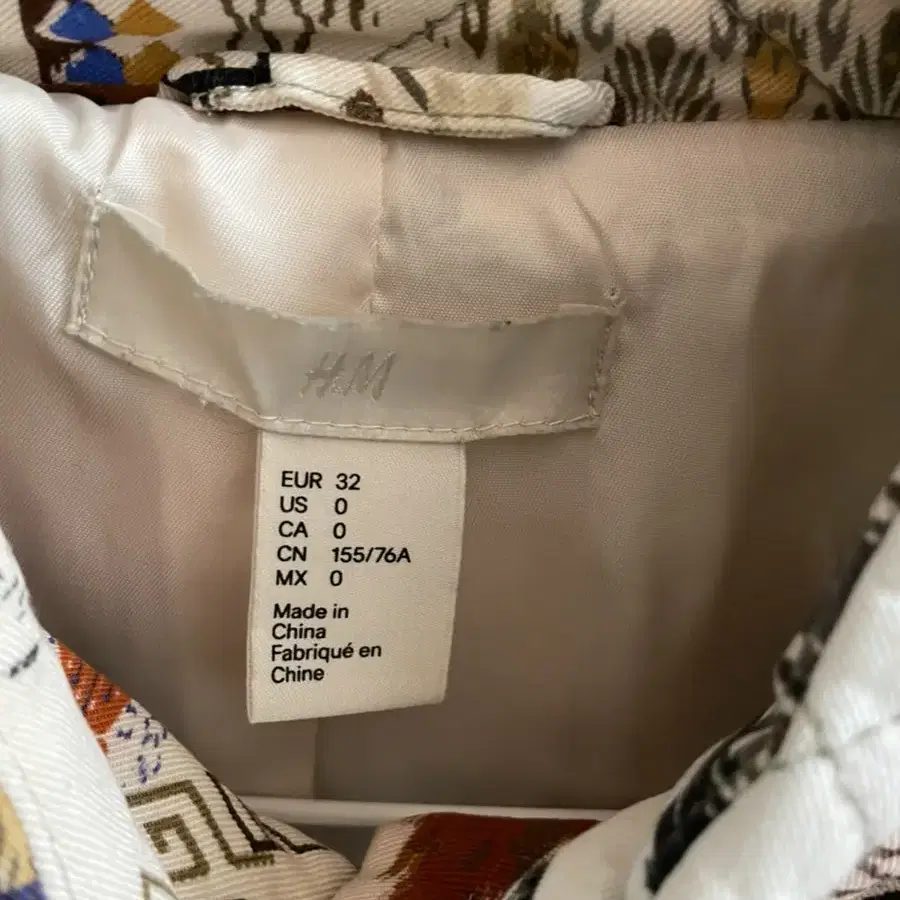 H&M
EUR 32
US 0
CA 0
CN 155/76A
MX 0
Made in
China
Fabriqué en
Chine